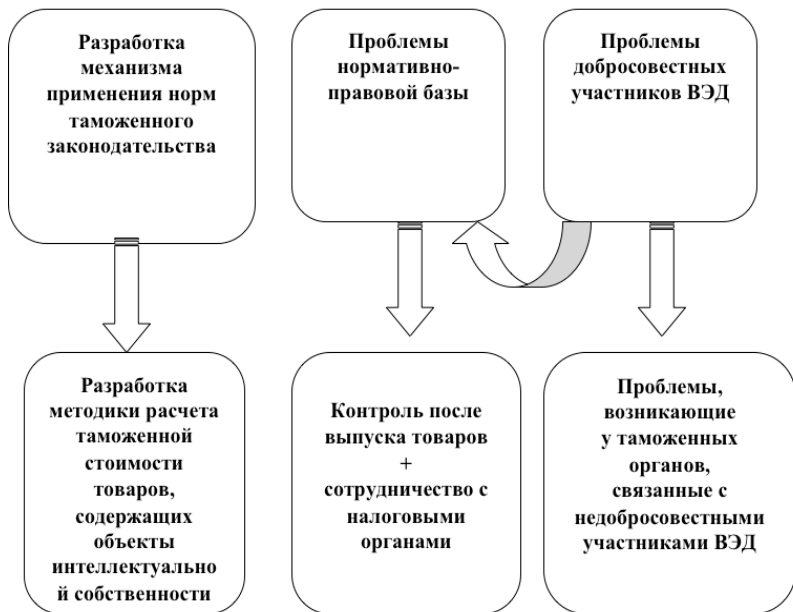 Разработка
механизма
применения норм
таможенного
законодательства
Проблемы
нормативно-
правовой базы
Проблемы
добросовестных
участников ВЭД
Разработка
методики расчета
таможенной
стоимости
товаров,
содержащих
объекты
интеллектуально
й собственности
Контроль после
выпуска товаров
+
сотрудничество с
налоговыми
органами
Проблемы,
возникающие
у таможенных
органов,
связанные с
недобросовестными
участниками ВЭД